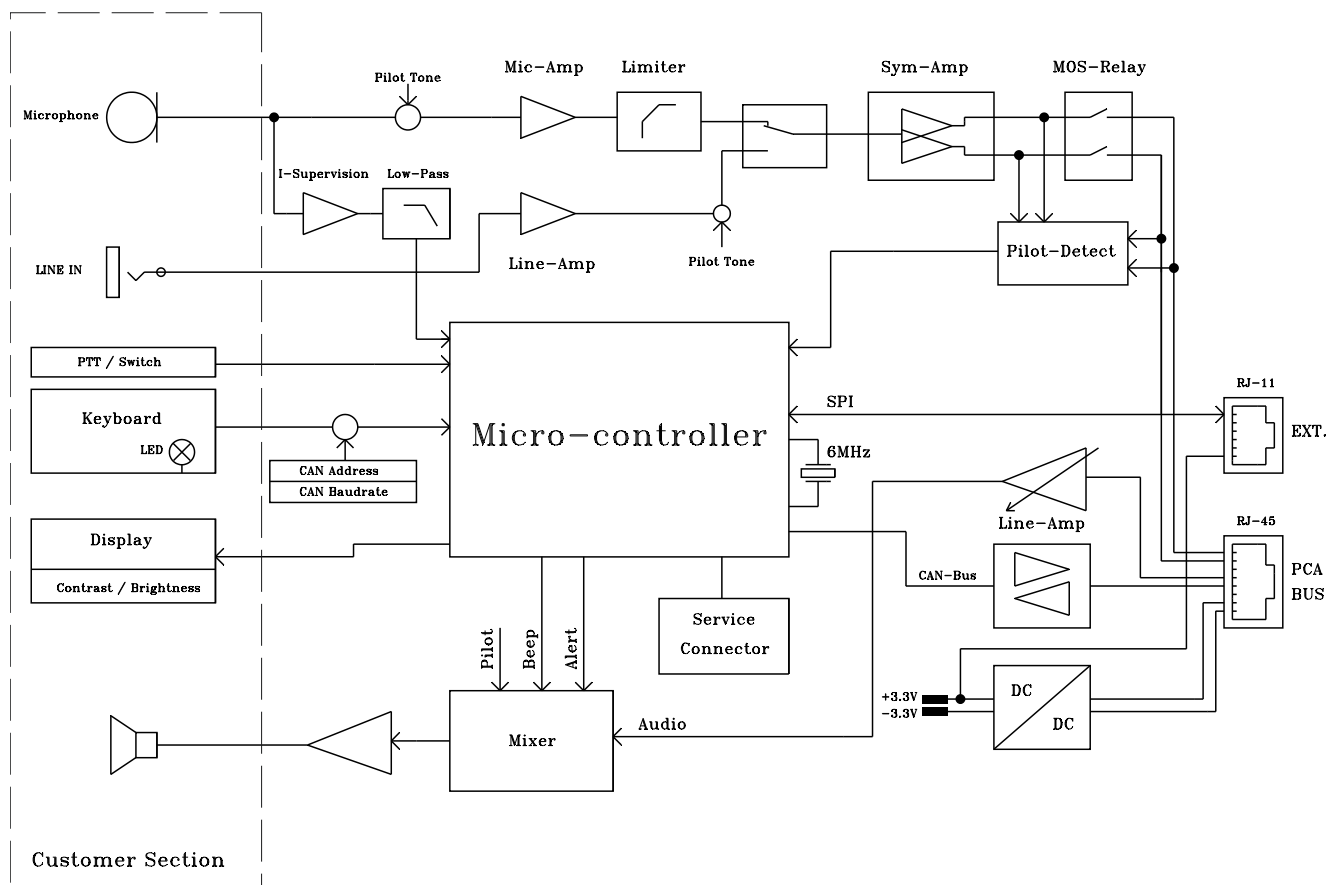 Mic-Amp
Limiter
Sym-Amp
MOS-Relay
Pilot Tone
Microphone
I-Supervision
Low-Pass
LINE IN
Line-Amp
Pilot Tone
Pilot-Detect
PTT / Switch
Keyboard
LED
CAN Address
CAN Baudrate
Micro-controller
SPI
6MHz
RJ-11
EXT.
Line-Amp
RJ-45
PCA
BUS
Display
Contrast / Brightness
CAN-Bus
Service
Connector
Pilot
Beep
Alert
+3.3V
-3.3V
DC
DC
Audio
Mixer
Customer Section